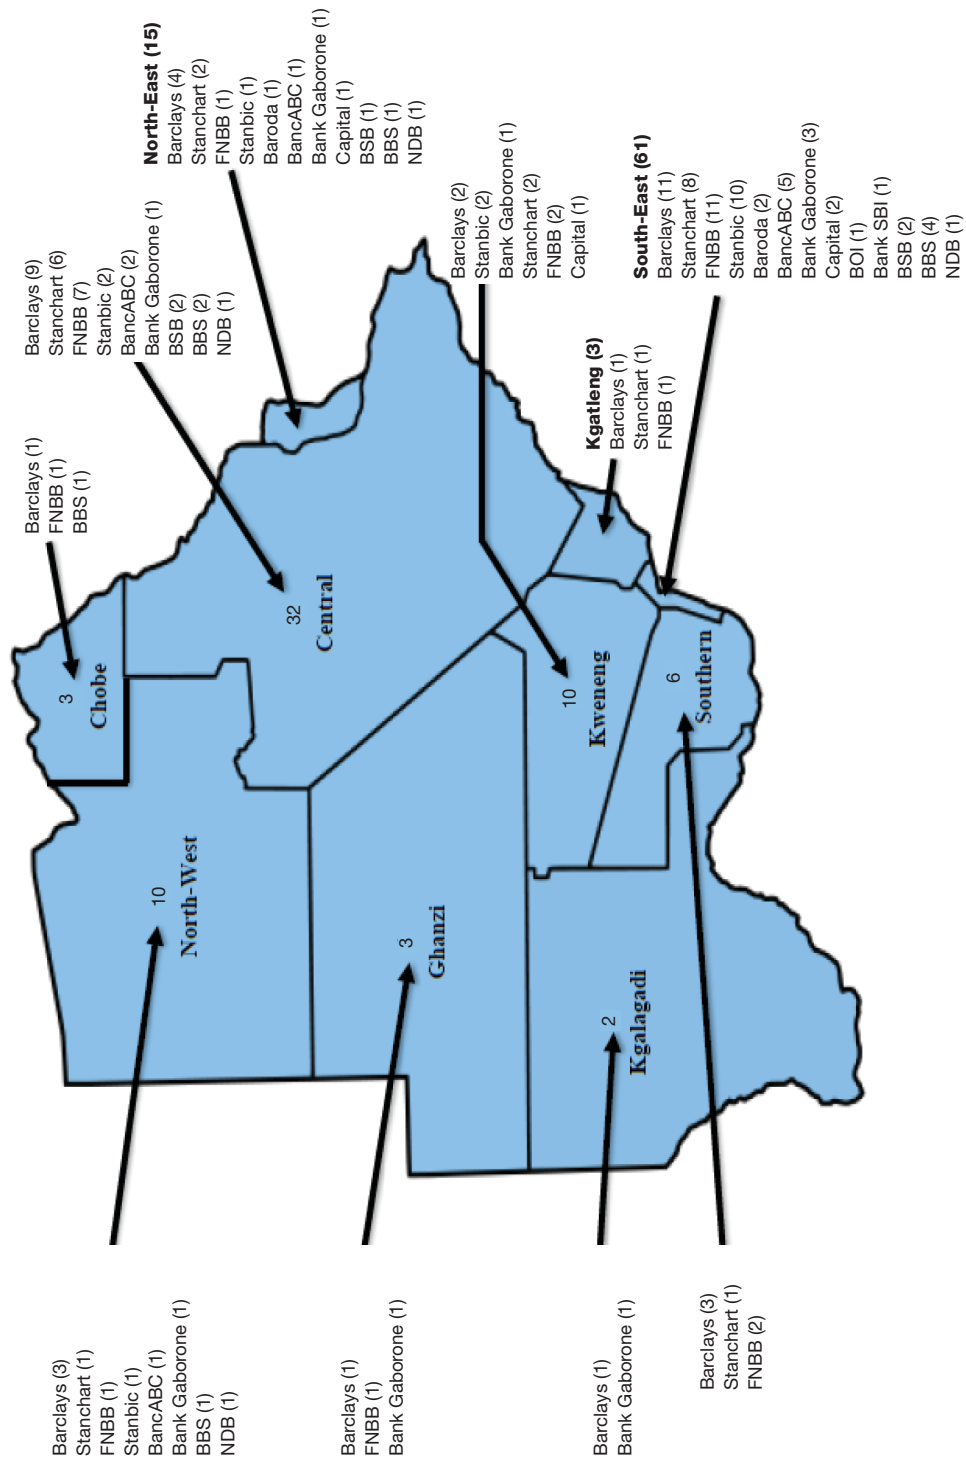 Barclays (1)
FNBB (1)
BBS (1)
Barclays (9)
Stanchart (6)
FNBB (7)
Stanbic (2)
BancABC (2)
Bank Gaborone (1)
BSB (2)
BBS (2)
NDB (1)
North-East (15)
Barclays (4)
Stanchart (2)
FNBB (1)
Stanbic (1)
Baroda (1)
BancABC (1)
Bank Gaborone (1)
Capital (1)
BSB (1)
BBS (1)
NDB (1)
Barclays (2)
Stanbic (2)
Bank Gaborone (1)
Stanchart (2)
FNBB (2)
Capital (1)
Kgatleng (3)
Barclays (1)
Stanchart (1)
FNBB (1)
South-East (61)
Barclays (11)
Stanchart (8)
FNBB (11)
Stanbic (10)
Baroda (2)
BancABC (5)
Bank Gaborone (3)
Capital (2)
BOI (1)
Bank SBI (1)
BSB (2)
BBS (4)
NDB (1)
3
Chobe
32
Central
10
North-West
3
Ghanzi
10
Kweneng
6
Southern
2
Kgalagadi
Barclays (3)
Stanchart (1)
FNBB (1)
Stanbic (1)
BancABC (1)
Bank Gaborone (1)
BBS (1)
NDB (1)
Barclays (1)
FNBB (1)
Bank Gaborone (1)
Barclays (1)
Bank Gaborone (1)
Barclays (3)
Stanchart (1)
FNBB (2)